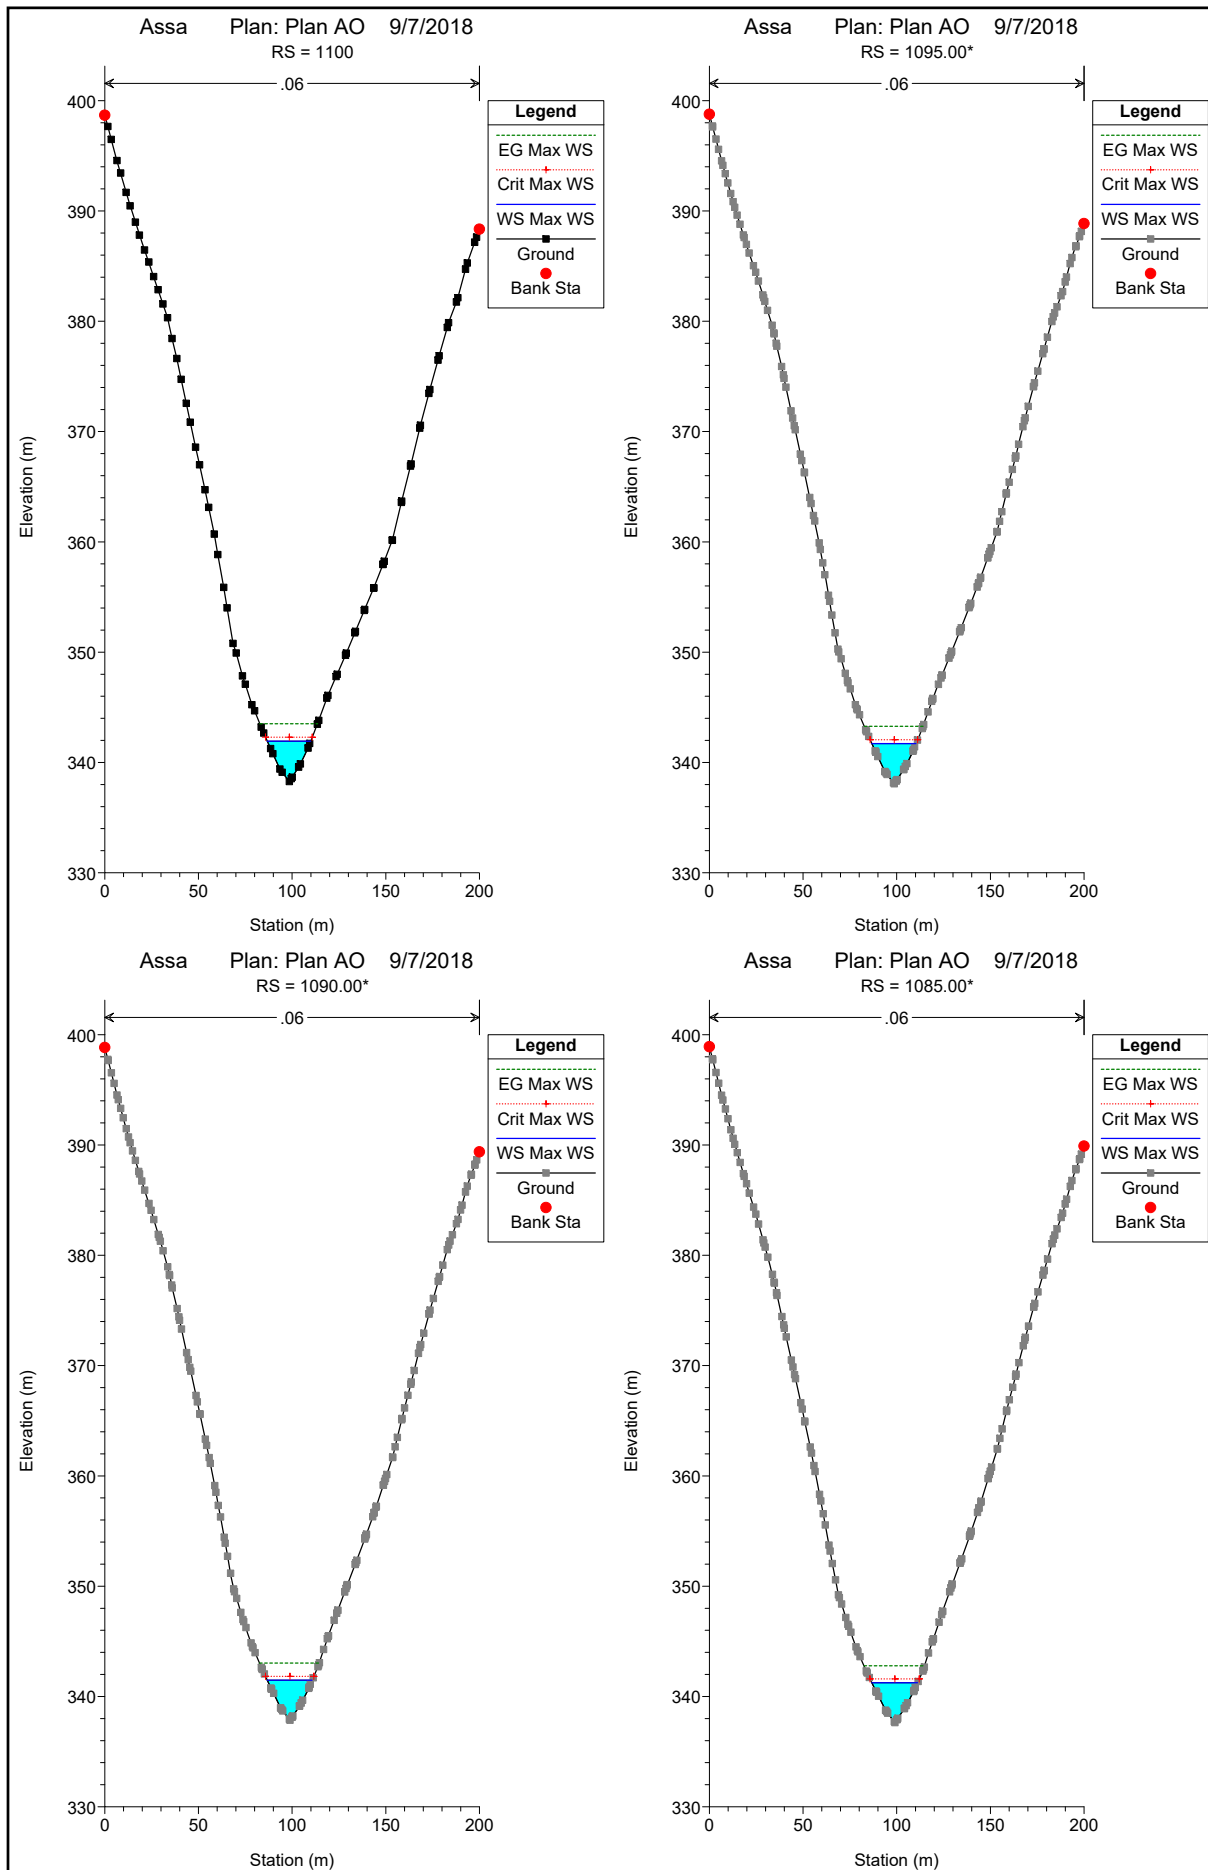 Assa Plan: Plan AO 9/7/2018
RS = 1100
.06
400
390
380
370
360
350
340
330
Elevation (m)
0 50 100 150 200
Station (m)
Legend
EG Max WS
Crit Max WS
WS Max WS
Ground
Bank Sta
Assa Plan: Plan AO 9/7/2018
RS = 1095.00*
.06
400
390
380
370
360
350
340
330
Elevation (m)
0 50 100 150 200
Station (m)
Legend
EG Max WS
Crit Max WS
WS Max WS
Ground
Bank Sta
Assa Plan: Plan AO 9/7/2018
RS = 1090.00*
.06
400
390
380
370
360
350
340
330
Elevation (m)
0 50 100 150 200
Station (m)
Legend
EG Max WS
Crit Max WS
WS Max WS
Ground
Bank Sta
Assa Plan: Plan AO 9/7/2018
RS = 1085.00*
.06
400
390
380
370
360
350
340
330
Elevation (m)
0 50 100 150 200
Station (m)
Legend
EG Max WS
Crit Max WS
WS Max WS
Ground
Bank Sta